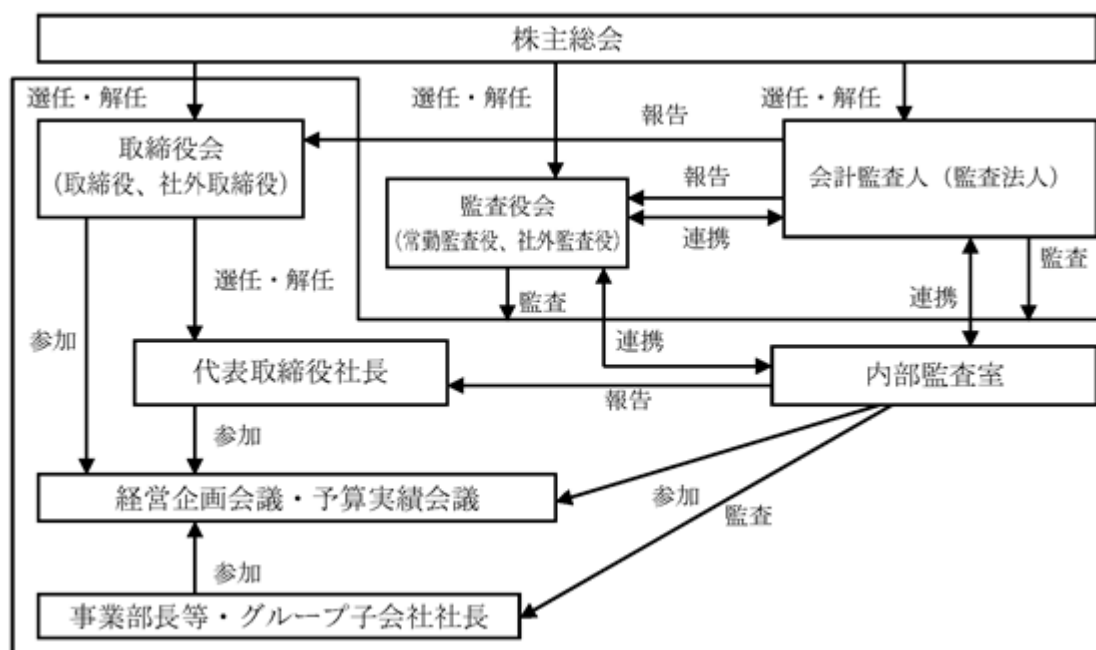 株主総会
選任・解任
選任・解任
選任・解任
報告
取締役会
(取締役、社外取締役)
会計監査人（監査法人）
報告
監査役会
(常勤監査役、社外監査役)
連携
選任・解任
監査
監査
連携
参加
連携
代表取締役社長
内部監査室
報告
参加
経営企画会議・予算実績会議
参加
監査
参加
事業部長等・グループ子会社社長